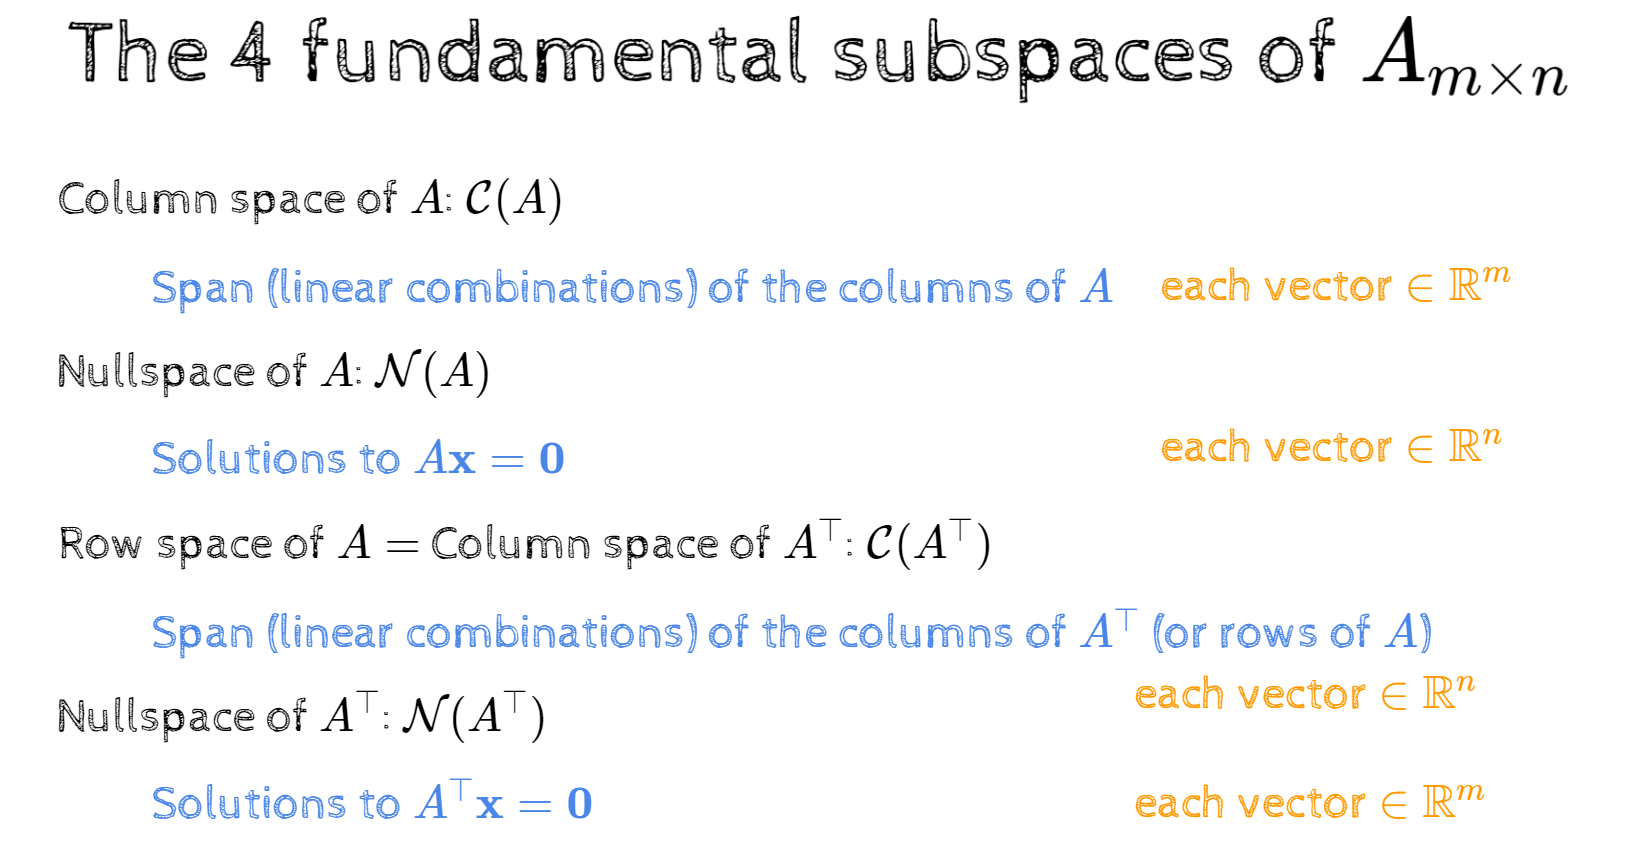 The 4 fundamental subspaces of $A_{m \times n}$
Column space of $A$: $\mathcal{C}(A)$
Span (linear combinations) of the columns of $A$ each vector $\in \mathbb{R}^m$
Nullspace of $A$: $\mathcal{N}(A)$
Solutions to $A\mathbf{x} = \mathbf{0}$ each vector $\in \mathbb{R}^n$
Row space of $A$ = Column space of $A^\top$: $\mathcal{C}(A^\top)$
Span (linear combinations) of the columns of $A^\top$ (or rows of $A$)
each vector $\in \mathbb{R}^n$
Nullspace of $A^\top$: $\mathcal{N}(A^\top)$
Solutions to $A^\top \mathbf{x} = \mathbf{0}$ each vector $\in \mathbb{R}^m$